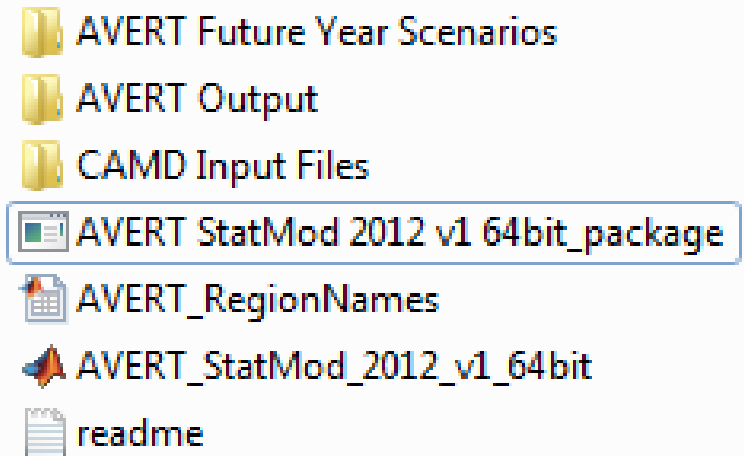 AVERT Future Year Scenarios
AVERT Output
CAMD Input Files
AVERT StatMod 2012 v1 64bit_package
AVERT_RegionNames
AVERT_StatMod_2012_v1_64bit
readme